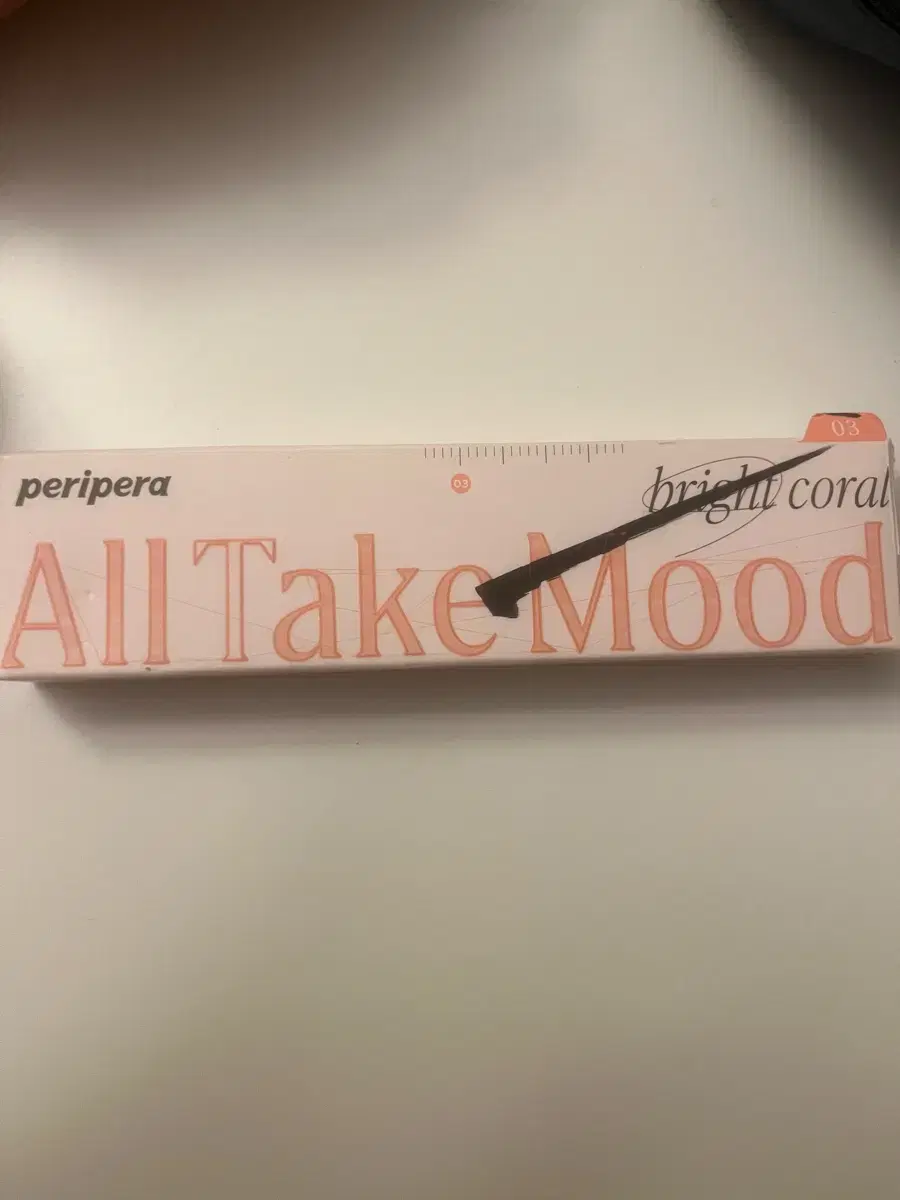 03
peripera
03
bright coral
All Take Mood